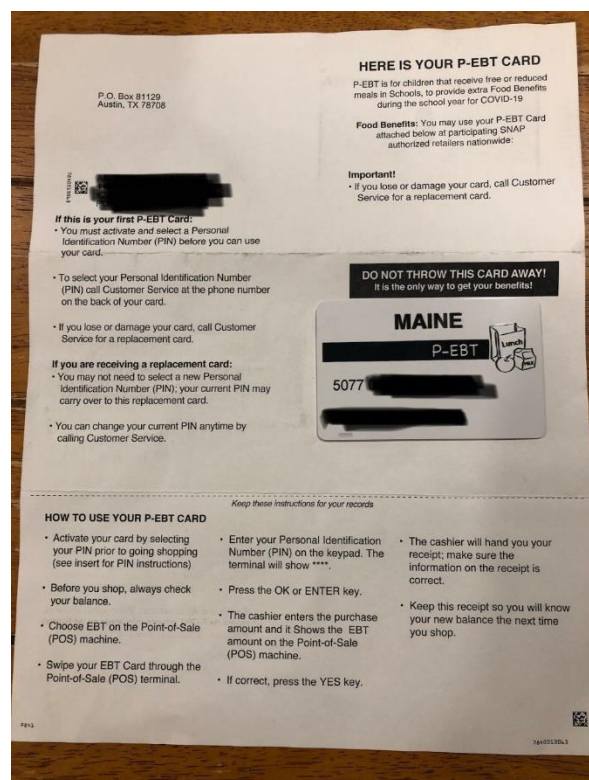 P.O. Box 81129
Austin, TX 78708
HERE IS YOUR P-EBT CARD
P-EBT is for children that receive free or reduced
meals in Schools, to provide extra Food Benefits
during the school year for COVID-19
Food Benefits: You may use your P-EBT Card
attached below at participating SNAP
authorized retailers nationwide:
Important!
• If you lose or damage your card, call Customer
Service for a replacement card.
If this is your first P-EBT Card:
• You must activate and select a Personal
Identification Number (PIN) before you can use
your card.
• To select your Personal Identification Number
(PIN) call Customer Service at the phone number
on the back of your card.
• If you lose or damage your card, call Customer
Service for a replacement card.
If you are receiving a replacement card:
• You may not need to select a new Personal
Identification Number (PIN); your current PIN may
carry over to this replacement card.
• You can change your current PIN anytime by
calling Customer Service.
DO NOT THROW THIS CARD AWAY!
It is the only way to get your benefits!
MAINE
P-EBT
Lunch
5077
Keep these instructions for your records
HOW TO USE YOUR P-EBT CARD
• Activate your card by selecting
your PIN prior to going shopping
(see insert for PIN instructions)
• Before you shop, always check
your balance.
• Choose EBT on the Point-of-Sale
(POS) machine.
• Swipe your EBT Card through the
Point-of-Sale (POS) terminal.
• Enter your Personal Identification
Number (PIN) on the keypad. The
terminal will show ****.
• Press the OK or ENTER key.
• The cashier enters the purchase
amount and it Shows the EBT
amount on the Point-of-Sale
(POS) machine.
• If correct, press the YES key.
• The cashier will hand you your
receipt; make sure the
information on the receipt is
correct.
• Keep this receipt so you will know
your new balance the next time
you shop.